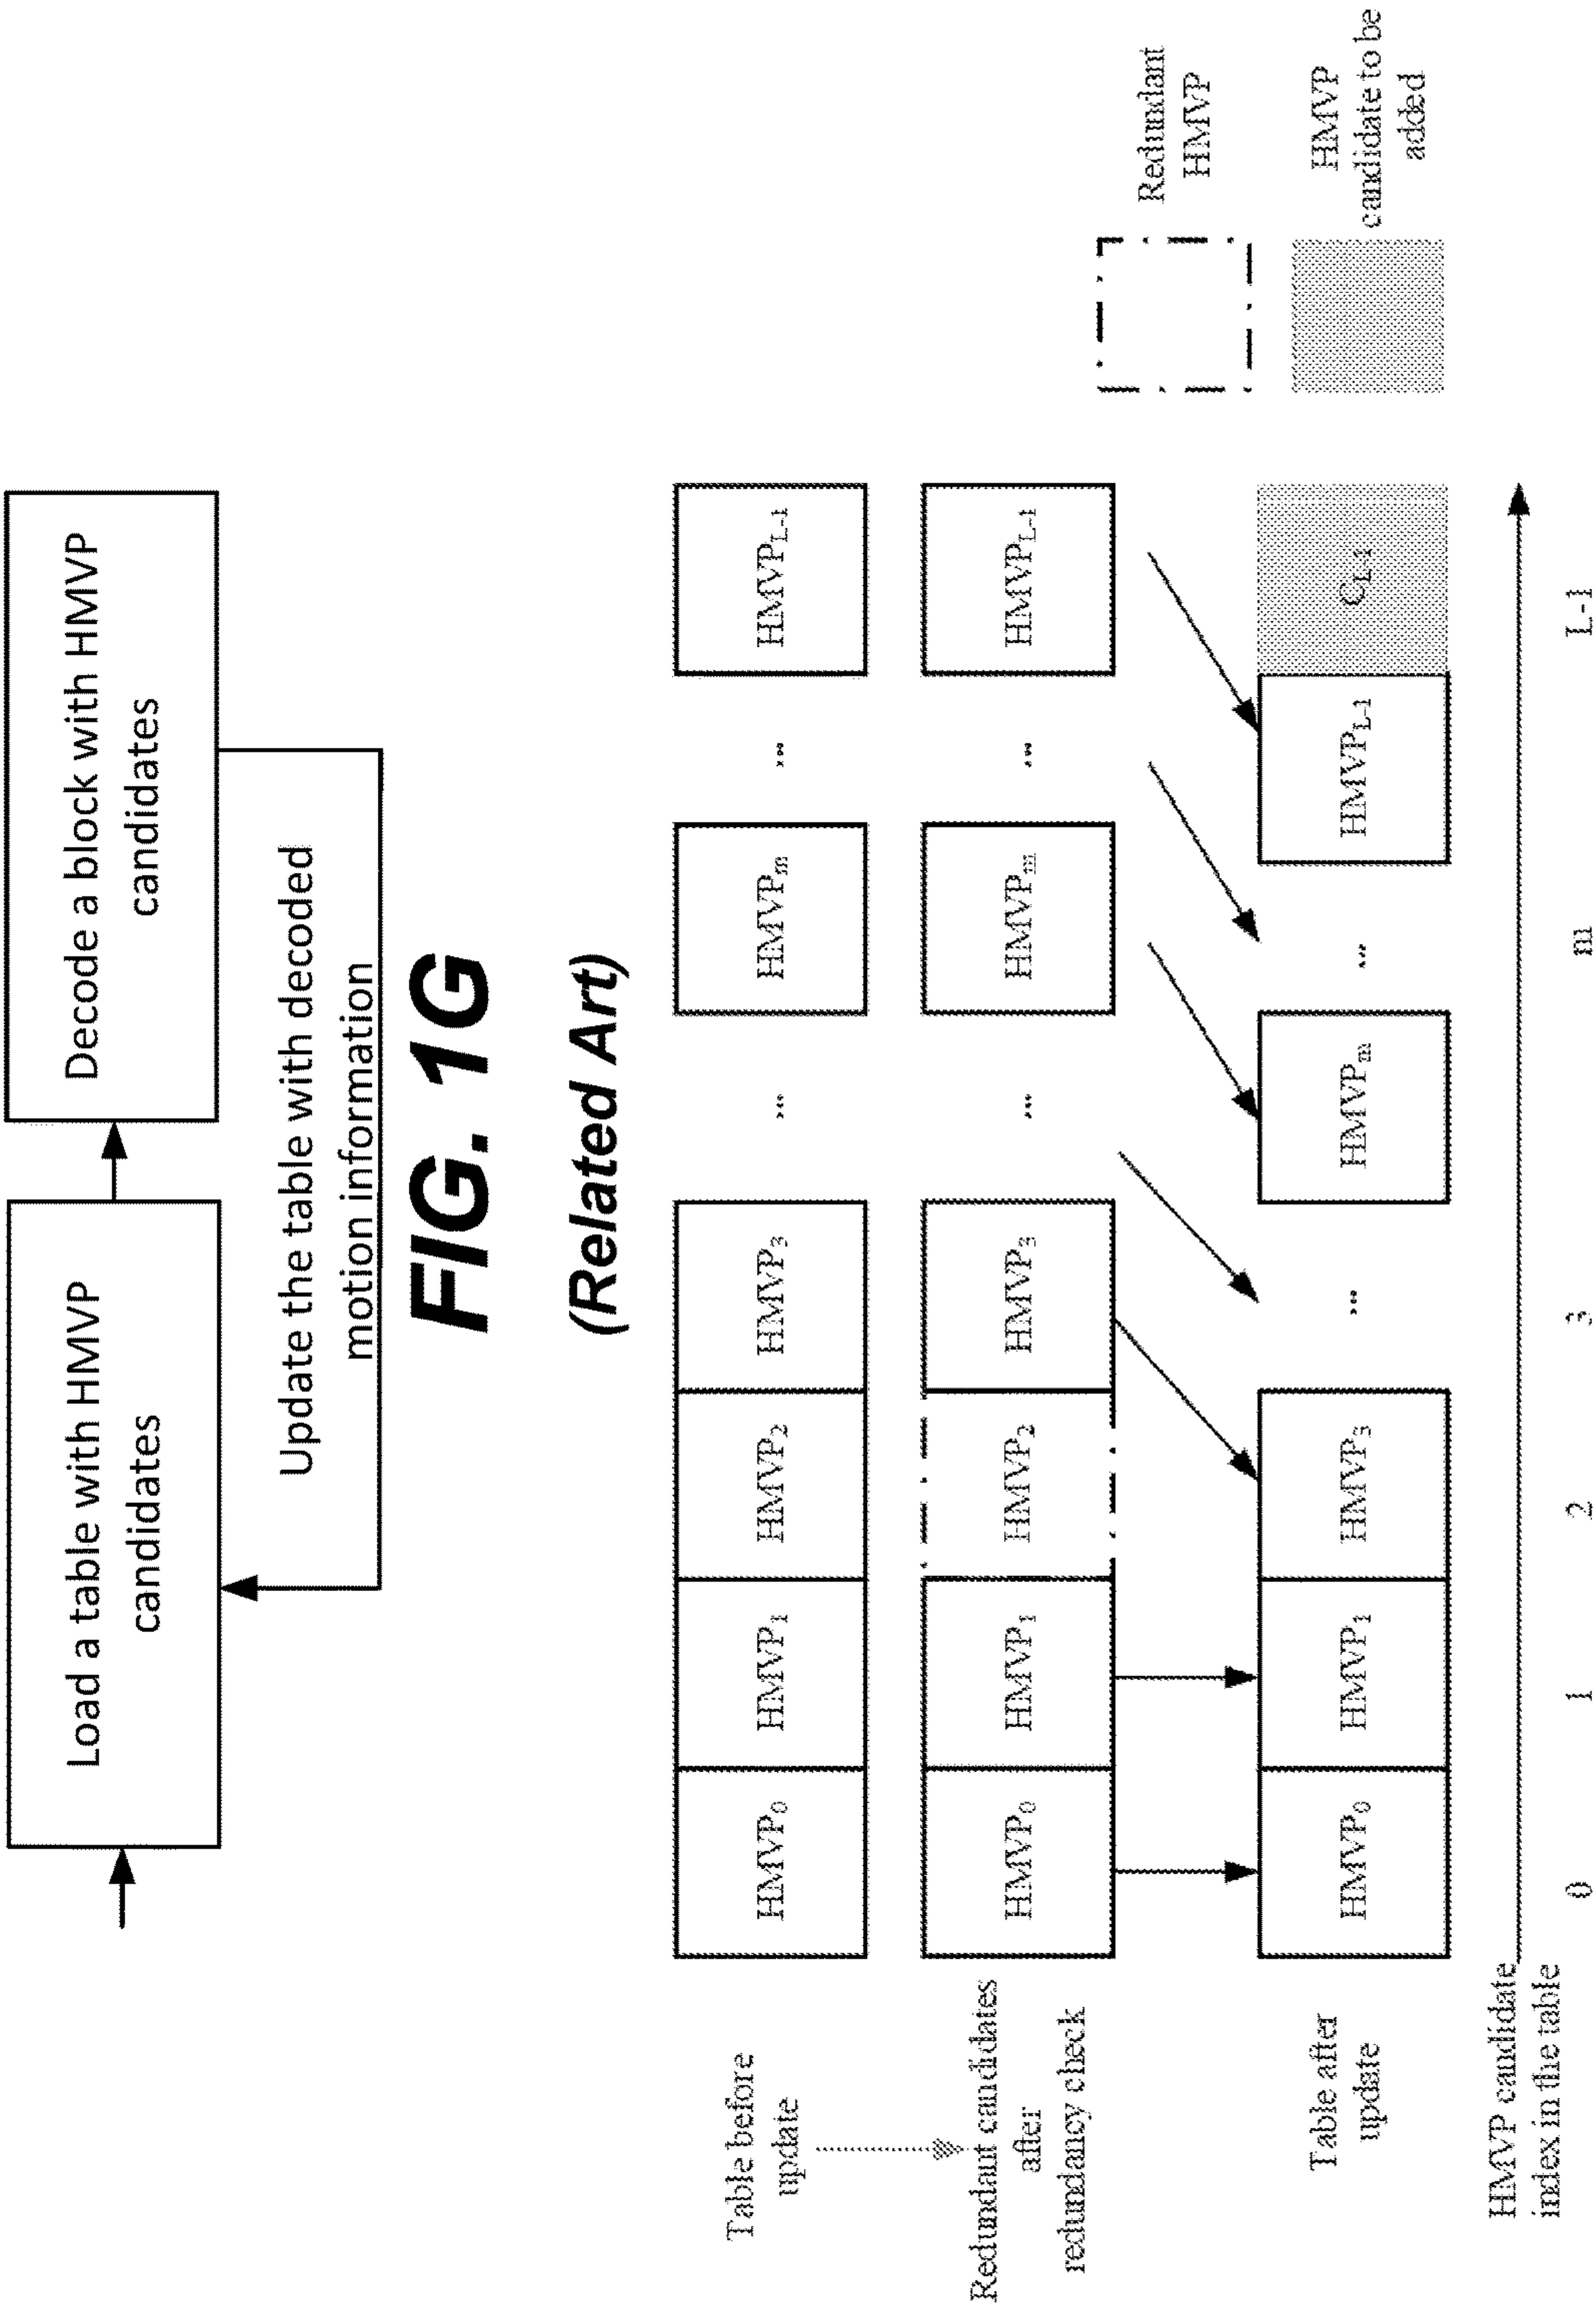 Load a table with HMVP
candidates
Decode a block with HMVP
candidates
Update the table with decoded
motion information
FIG. 1G
(Related Art)
Table before
update
HMVP0
HMVP1
HMVP2
HMVP3
...
HMVPm
...
HMVPL-1
Redundant candidates
after
redundancy check
HMVP0
HMVP1
HMVP2
HMVP3
...
HMVPm
...
HMVPL-1
Redundant
HMVP
Table after
update
HMVP0
HMVP1
HMVP3
...
HMVPm
...
HMVPL-1
CL-1
HMVP
candidate to be
added
HMVP candidate
index in the table
0
1
2
3
m
L-1